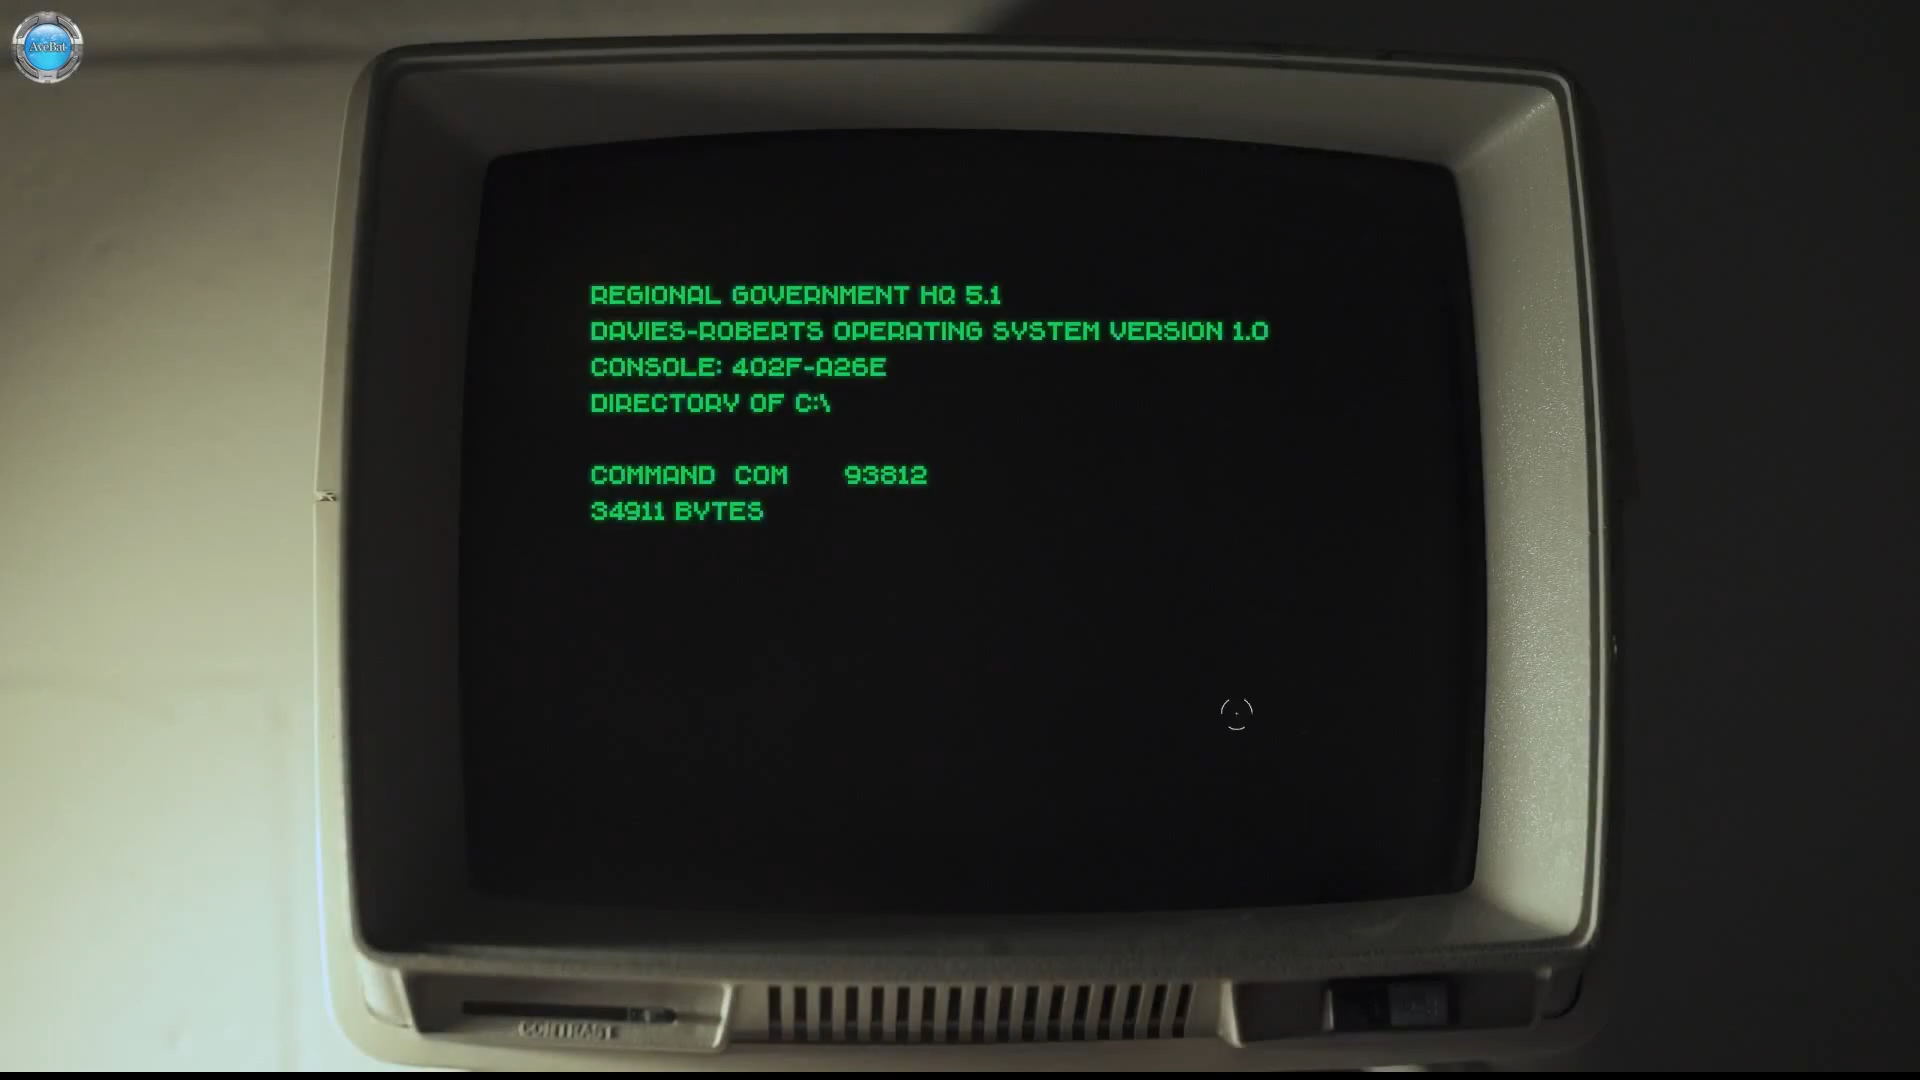 AveBat
REGIONAL GOVERNMENT HQ 5.1
DAVIES-ROBERTS OPERATING SYSTEM VERSION 1.0
CONSOLE: 402F-A26E
DIRECTORY OF C:\
COMMAND COM 93812
34911 BYTES
CONTRAST